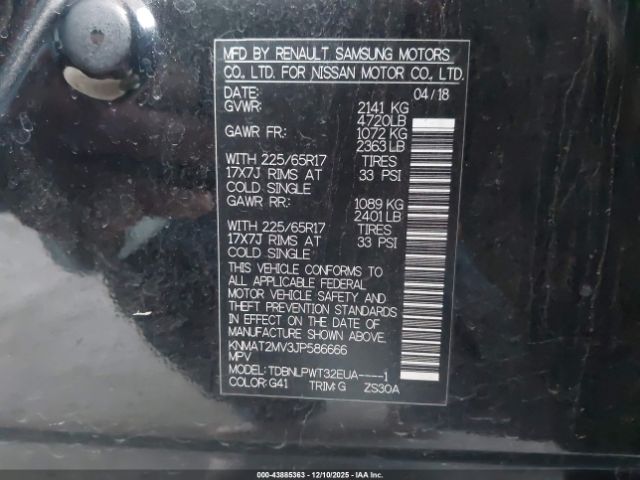 MFD BY RENAULT SAMSUNG MOTORS
CO., LTD. FOR NISSAN MOTOR CO., LTD.
DATE: 04/18
GVWR: 2141 KG
4720LB
GAWR FR: 1072 KG
2363 LB
WITH 225/65R17 TIRES
17X7J RIMS AT 33 PSI
COLD SINGLE
GAWR RR: 1089 KG
2401 LB
WITH 225/65R17 TIRES
17X7J RIMS AT 33 PSI
COLD SINGLE
THIS VEHICLE CONFORMS TO
ALL APPLICABLE FEDERAL
MOTOR VEHICLE SAFETY AND
THEFT PREVENTION STANDARDS
IN EFFECT ON THE DATE OF
MANUFACTURE SHOWN ABOVE.
KNMAT2MV3JP586666
MPV
MODEL: TDBNLPWT32EUA----1
COLOR: G41 TRIM: G ZS30A
000-43885363 - 12/10/2025 - IAA Inc.